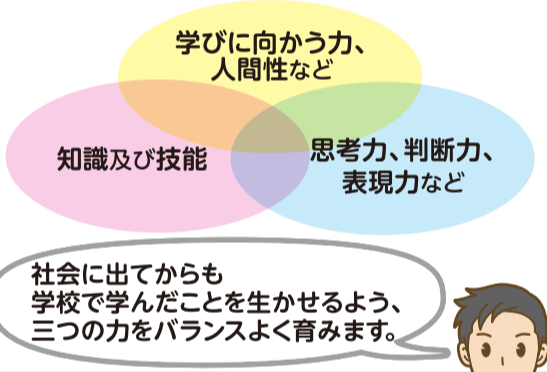 学びに向かう力、
人間性など
知識及び技能
思考力、判断力、
表現力など
社会に出てからも
学校で学んだことを生かせるよう、
三つの力をバランスよく育みます。